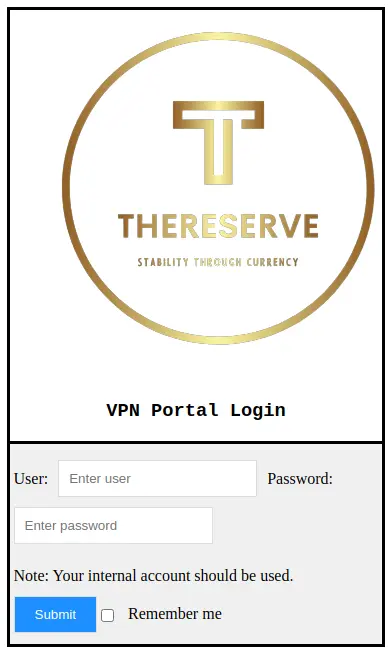 T
THERESERVE
STABILITY THROUGH CURRENCY
VPN Portal Login
User: Enter user Password:
Enter password
Note: Your internal account should be used.
Submit Remember me